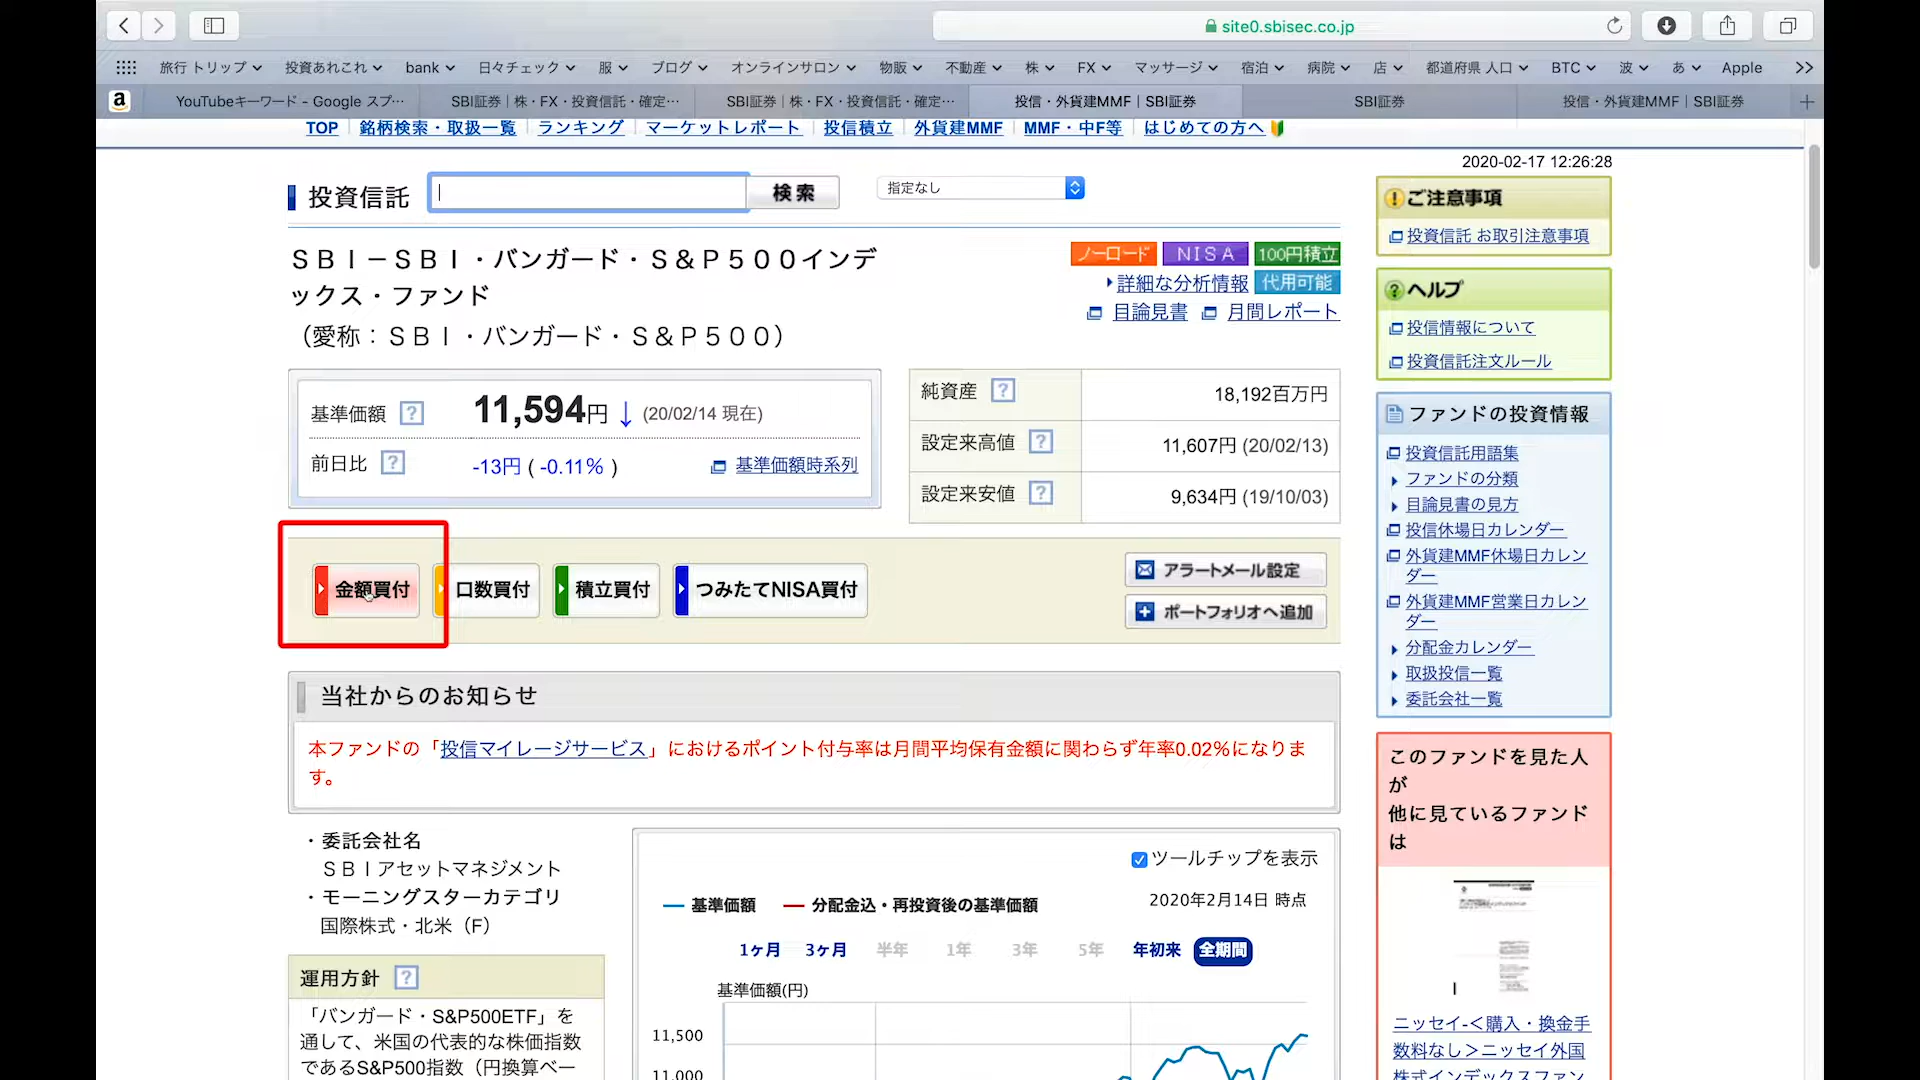 site0.sbisec.co.jp
旅行 トリップ 投資あれこれ bank 日々チェック 服 ブログ オンラインサロン 物販 不動産 株 FX マッサージ 宿泊 病院 店 都道府県 人口 BTC 波 あ Apple >>
a YouTubeキーワード - Google スプ… SBI証券｜株・FX・投資信託・確定… SBI証券｜株・FX・投資信託・確定… 投信・外貨建MMF｜SBI証券 SBI証券 投信・外貨建MMF｜SBI証券 +
TOP 銘柄検索・取扱一覧 ランキング マーケットレポート 投信積立 外貨建MMF MMF・中F等 はじめての方へ
2020-02-17 12:26:28
投資信託 検索 指定なし
ＳＢＩ－ＳＢＩ・バンガード・Ｓ＆Ｐ５００インデ
ックス・ファンド
（愛称：ＳＢＩ・バンガード・Ｓ＆Ｐ５００）
ノーロード NISA 100円積立
詳細な分析情報 代用可能
目論見書 月間レポート
基準価額 ? 11,594円 ↓ (20/02/14 現在)
前日比 ? -13円 ( -0.11% ) 基準価額時系列
純資産 ? 18,192百万円
設定来高値 ? 11,607円 (20/02/13)
設定来安値 ? 9,634円 (19/10/03)
金額買付 口数買付 積立買付 つみたてNISA買付
アラートメール設定
ポートフォリオへ追加
当社からのお知らせ
本ファンドの「投信マイレージサービス」におけるポイント付与率は月間平均保有金額に関わらず年率0.02%になりま
す。
・委託会社名
ＳＢＩアセットマネジメント
・モーニングスターカテゴリ
国際株式・北米（F）
運用方針 ?
「バンガード・S&P500ETF」を
通して、米国の代表的な株価指数
であるS&P500指数（円換算ベー
ツールチップを表示
基準価額 分配金込・再投資後の基準価額 2020年2月14日 時点
1ヶ月 3ヶ月 半年 1年 3年 5年 年初来 全期間
基準価額(円)
11,500
11,000
ご注意事項
投資信託 お取引注意事項
ヘルプ
投信情報について
投資信託注文ルール
ファンドの投資情報
投資信託用語集
ファンドの分類
目論見書の見方
投信休場日カレンダー
外貨建MMF休場日カレン
ダー
外貨建MMF営業日カレン
ダー
分配金カレンダー
取扱投信一覧
委託会社一覧
このファンドを見た人
が
他に見ているファンド
は
ニッセイ-＜購入・換金手
数料なし＞ニッセイ外国
株式インデックスファン